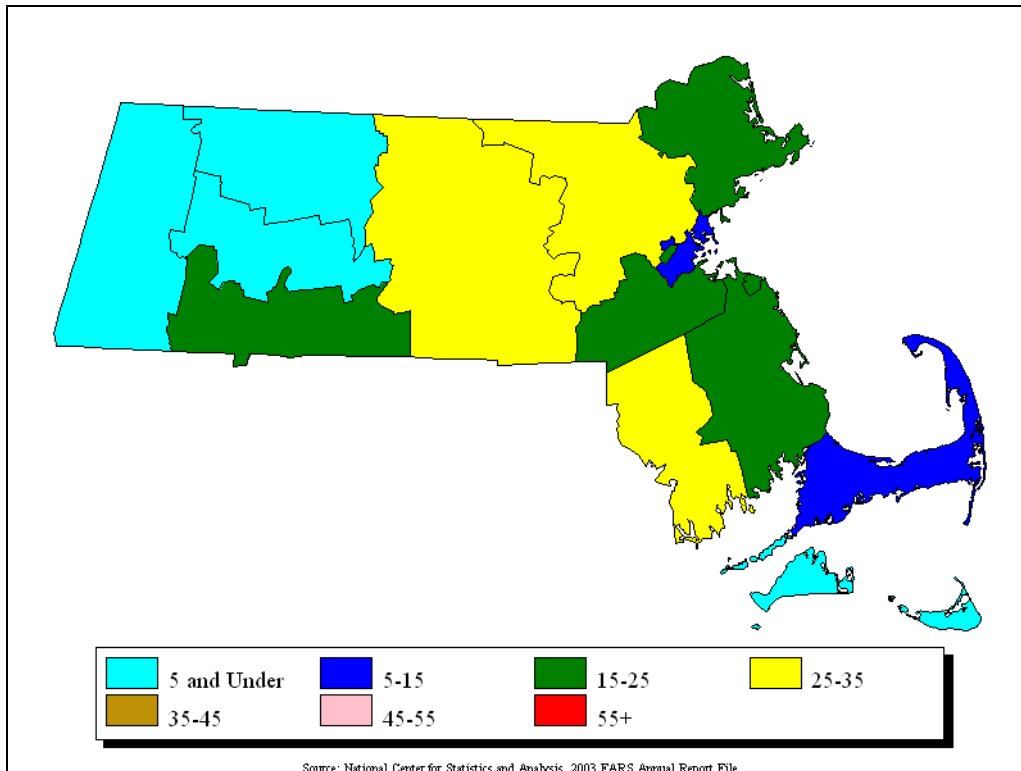 5 and Under 5-15 15-25 25-35
35-45 45-55 55+
Source: National Center for Statistics and Analysis, 2003 FARS Annual Report File